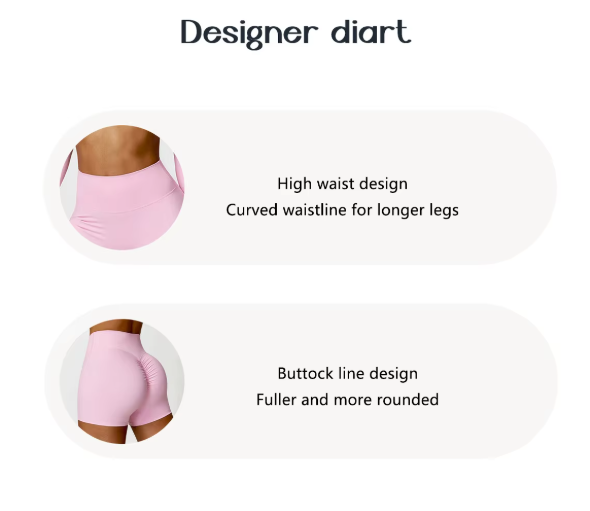 Designer diart
High waist design
Curved waistline for longer legs
Buttock line design
Fuller and more rounded